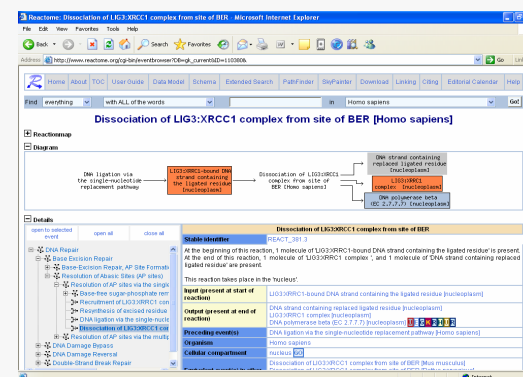 Reactome: Dissociation of LIG3:XRCC1 complex from site of BER - Microsoft Internet Explorer
File Edit View Favorites Tools Help
Back Search Favorites
Address http://www.reactome.org/cgi-bin/eventbrowser?DB=gk_current&ID=110380& Go
Home About TOC User Guide Data Model Schema Extended Search PathFinder SkyPainter Download Linking Citing Editorial Calendar Help
Find everything with ALL of the words in Homo sapiens Go!
Dissociation of LIG3:XRCC1 complex from site of BER [Homo sapiens]
Reactionmap
Diagram
DNA ligation via
the single-nucleotide
replacement pathway
LIG3:XRCC1-bound DNA
strand containing
the ligated residue
[nucleoplasm]
Dissociation of LIG3:XRCC1
complex from site of
BER [Homo sapiens]
DNA strand containing
replaced ligated residue
[nucleoplasm]
LIG3:XRCC1
complex [nucleoplasm]
DNA polymerase beta
(EC 2.7.7.7) [nucleoplasm]
Details
open to selected
event
open all
close all
DNA Repair
Base Excision Repair
Base-Excision Repair, AP Site Formation
Resolution of Abasic Sites (AP sites)
Resolution of AP sites via the singl
Base-free sugar-phosphate rem
Recruitment of LIG3:XRCC1 con
Resynthesis of excised residue
DNA ligation via the single-nucle
Dissociation of LIG3:XRCC1 cor
Resolution of AP sites via the multip
DNA Damage Bypass
DNA Damage Reversal
Double-Strand Break Repair
Dissociation of LIG3:XRCC1 complex from site of BER
Stable identifier REACT_381.3
At the beginning of this reaction, 1 molecule of 'LIG3:XRCC1-bound DNA strand containing the ligated residue' is present.
At the end of this reaction, 1 molecule of 'LIG3:XRCC1 complex ', and 1 molecule of 'DNA strand containing replaced
ligated residue' are present.
This reaction takes place in the 'nucleus'.
Input (present at start of
reaction)
LIG3:XRCC1-bound DNA strand containing the ligated residue [nucleoplasm]
Output (present at end of
reaction)
DNA strand containing replaced ligated residue [nucleoplasm]
LIG3:XRCC1 complex [nucleoplasm]
DNA polymerase beta (EC 2.7.7.7) [nucleoplasm]
Preceding event(s) DNA ligation via the single-nucleotide replacement pathway [Homo sapiens]
Organism Homo sapiens
Cellular compartment nucleus GO
Dissociation of LIG3:XRCC1 complex from site of BER [Mus musculus]
Internet